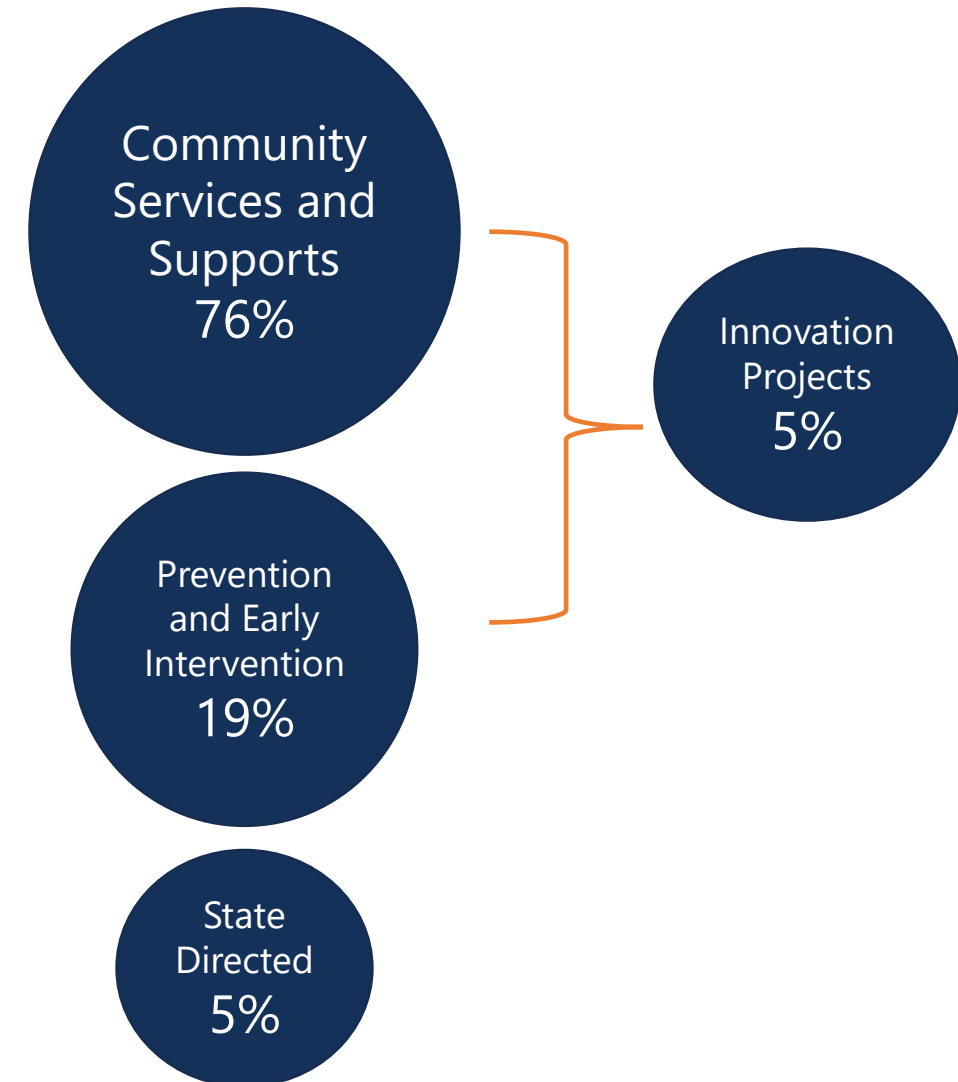 Community
Services and
Supports
76%
Innovation
Projects
5%
Prevention
and Early
Intervention
19%
State
Directed
5%